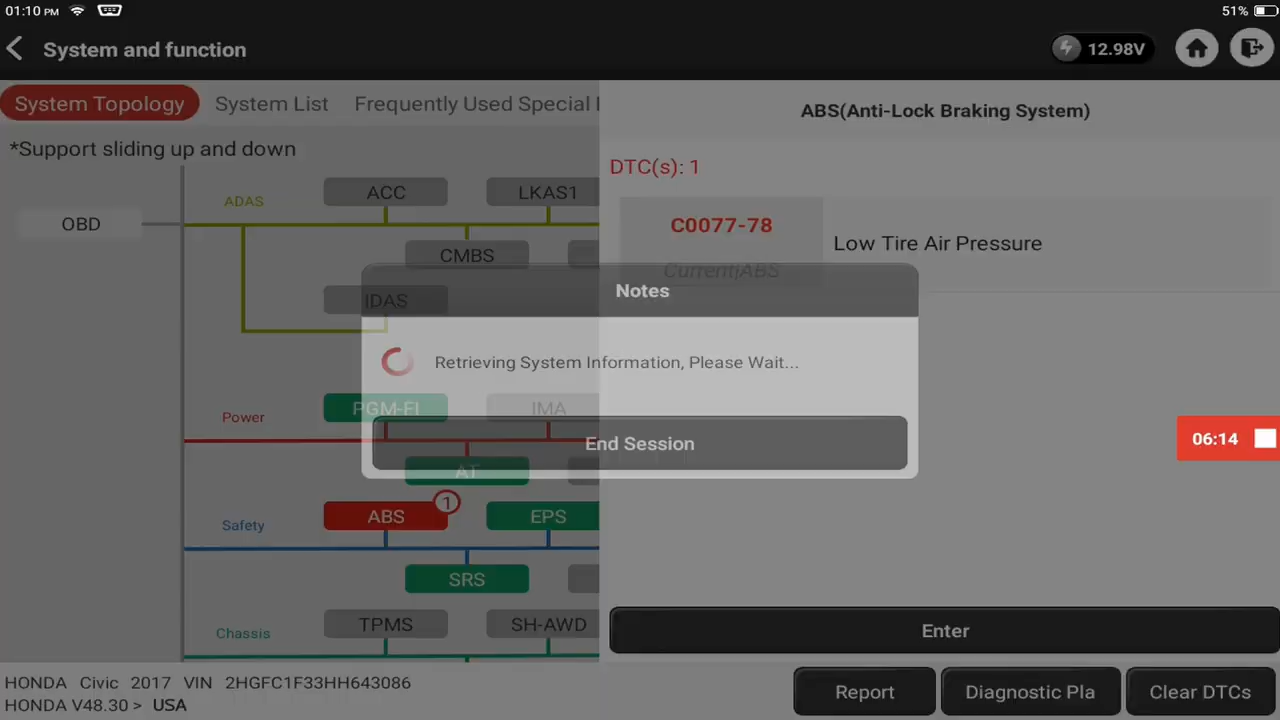 01:10 PM
51%
System and function
12.98V
System Topology
System List
Frequently Used Special
*Support sliding up and down
OBD
ADAS
ACC
LKAS1
CMBS
IDAS
Power
PGM-FI
IMA
AT
Safety
ABS
1
EPS
SRS
Chassis
TPMS
SH-AWD
ABS(Anti-Lock Braking System)
DTC(s): 1
C0077-78
Current|ABS
Low Tire Air Pressure
Notes
Retrieving System Information, Please Wait...
End Session
06:14
Enter
HONDA Civic 2017 VIN 2HGFC1F33HH643086
HONDA V48.30 > USA
Report
Diagnostic Pla
Clear DTCs